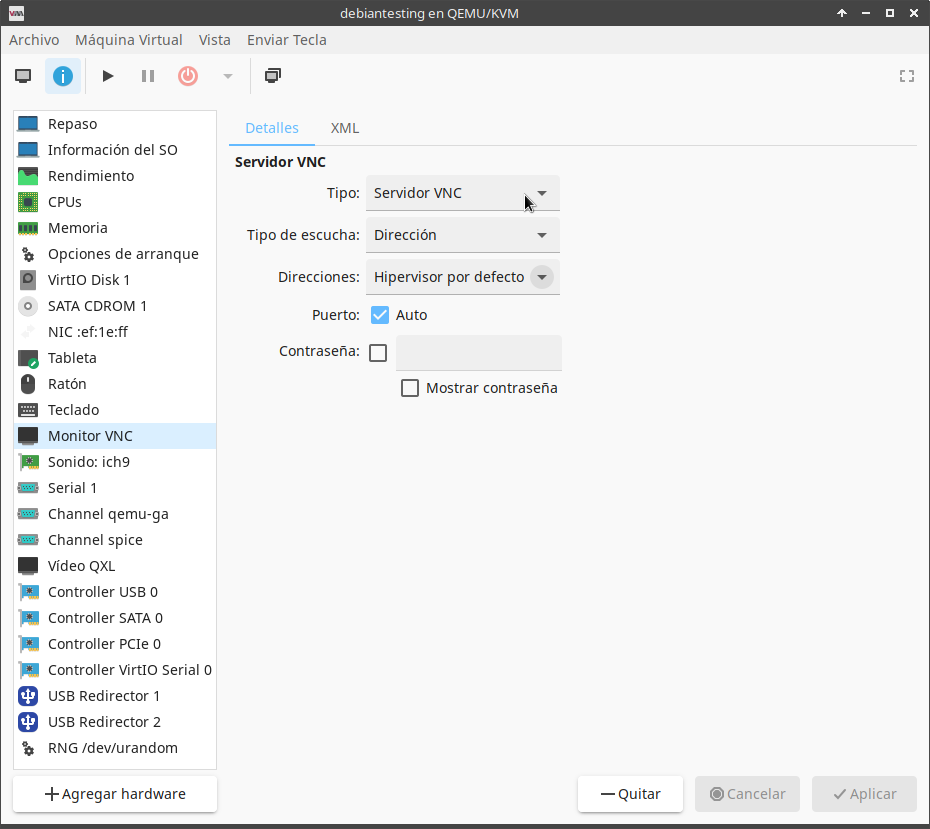 debiantesting en QEMU/KVM
Archivo Máquina Virtual Vista Enviar Tecla
Repaso
Información del SO
Rendimiento
CPUs
Memoria
Opciones de arranque
VirtIO Disk 1
SATA CDROM 1
NIC :ef:1e:ff
Tableta
Ratón
Teclado
Monitor VNC
Sonido: ich9
Serial 1
Channel qemu-ga
Channel spice
Vídeo QXL
Controller USB 0
Controller SATA 0
Controller PCIe 0
Controller VirtIO Serial 0
USB Redirector 1
USB Redirector 2
RNG /dev/urandom
Agregar hardware
Detalles XML
Servidor VNC
Tipo: Servidor VNC
Tipo de escucha: Dirección
Direcciones: Hipervisor por defecto
Puerto: Auto
Contraseña:
Mostrar contraseña
Quitar Cancelar Aplicar